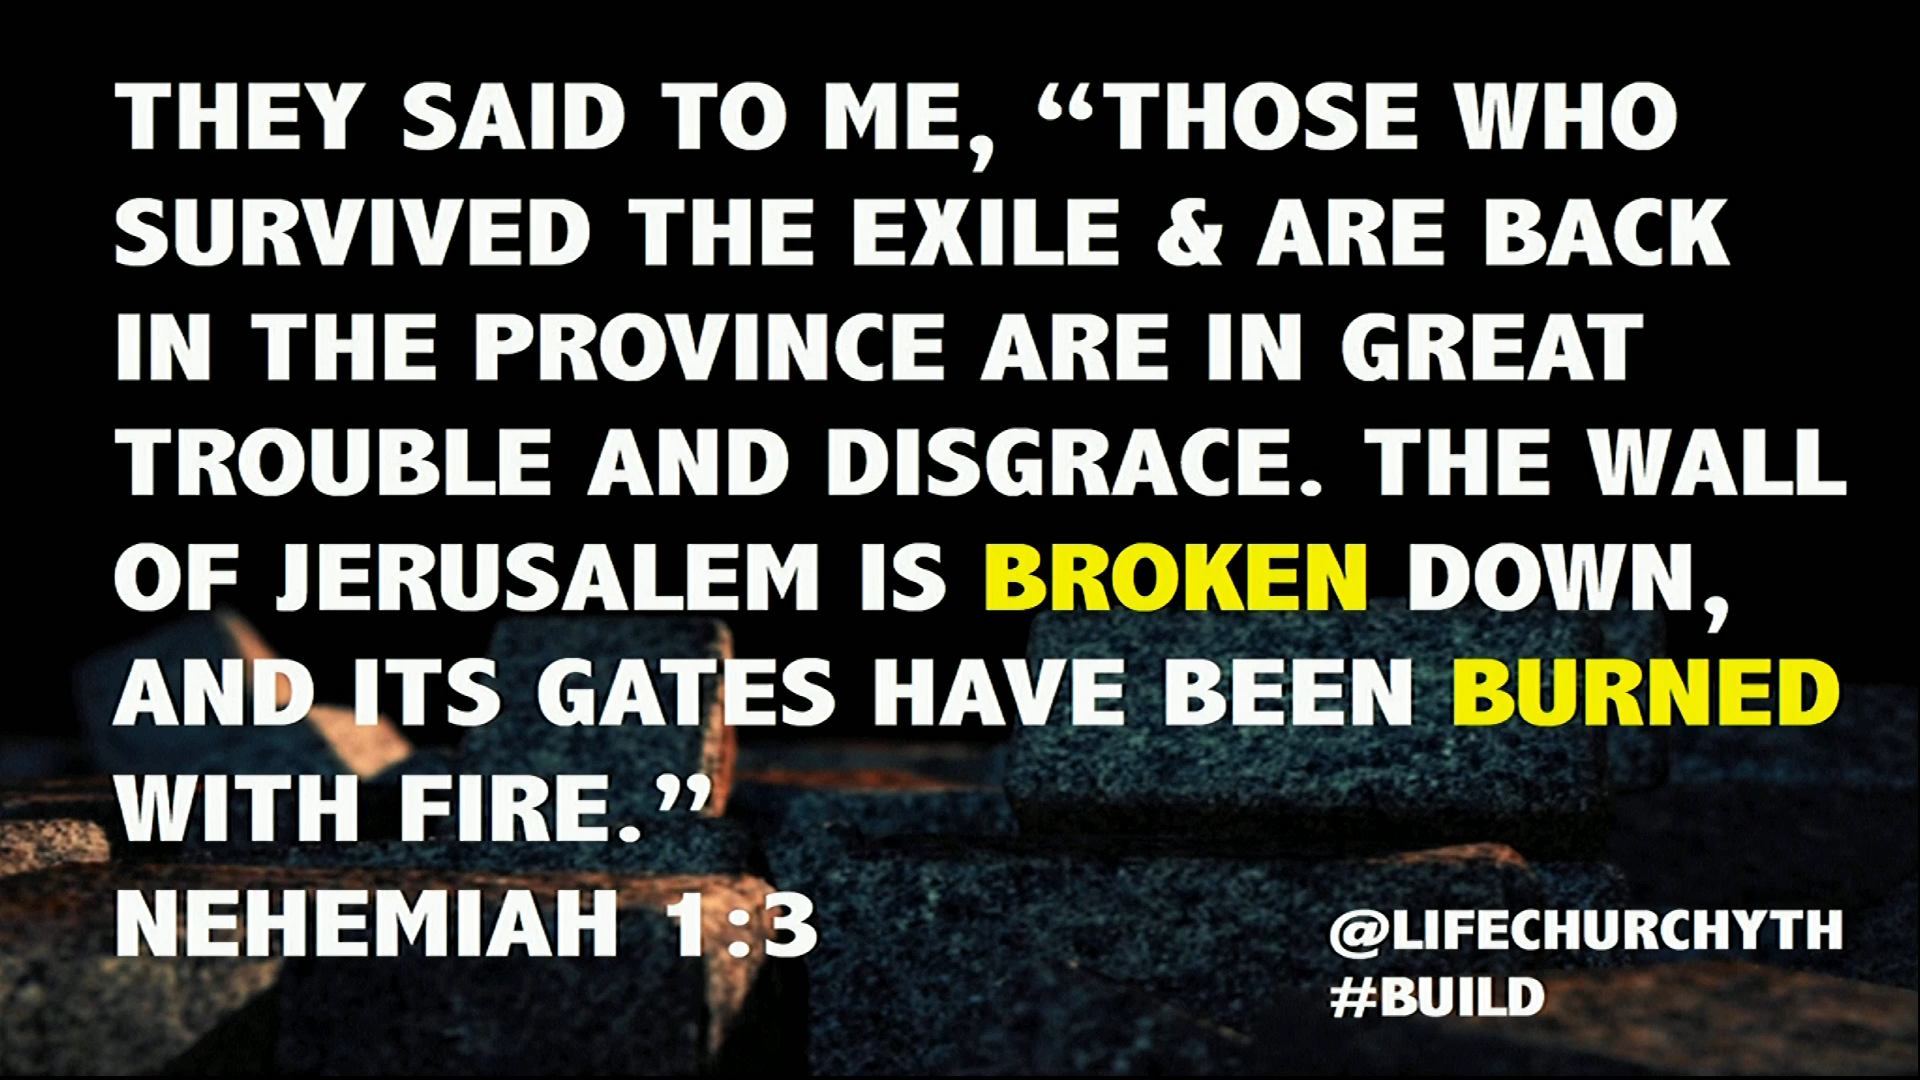 THEY SAID TO ME, “THOSE WHO
SURVIVED THE EXILE & ARE BACK
IN THE PROVINCE ARE IN GREAT
TROUBLE AND DISGRACE. THE WALL
OF JERUSALEM IS BROKEN DOWN,
AND ITS GATES HAVE BEEN BURNED
WITH FIRE.”
NEHEMIAH 1:3
@LIFECHURCHYTH
#BUILD